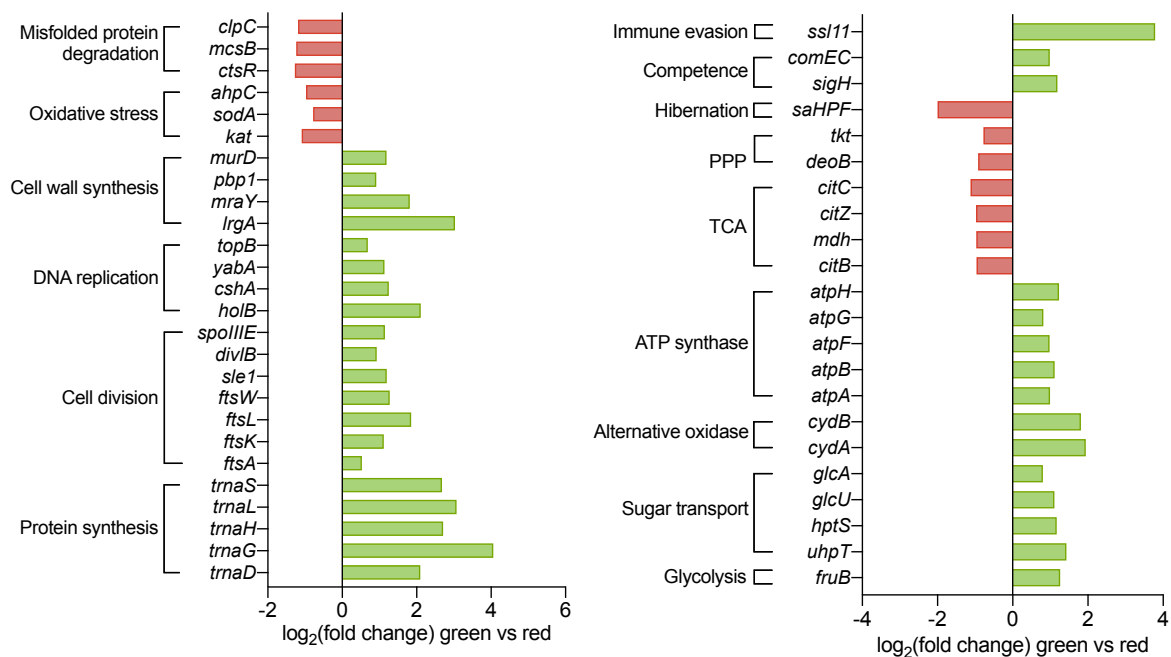 Misfolded protein
degradation
clpC
mcsB
ctsR
Oxidative stress
ahpC
sodA
kat
Cell wall synthesis
murD
pbp1
mraY
lrgA
DNA replication
topB
yabA
cshA
holB
Cell division
spoIIIE
divIB
sle1
ftsW
ftsL
ftsK
ftsA
Protein synthesis
trnaS
trnaL
trnaH
trnaG
trnaD
-2 0 2 4 6
log2(fold change) green vs red
Immune evasion
ssl11
Competence
comEC
sigH
Hibernation
saHPF
PPP
tkt
deoB
TCA
citC
citZ
mdh
citB
ATP synthase
atpH
atpG
atpF
atpB
atpA
Alternative oxidase
cydB
cydA
Sugar transport
glcA
glcU
hptS
uhpT
Glycolysis
fruB
-4 -2 0 2 4
log2(fold change) green vs red